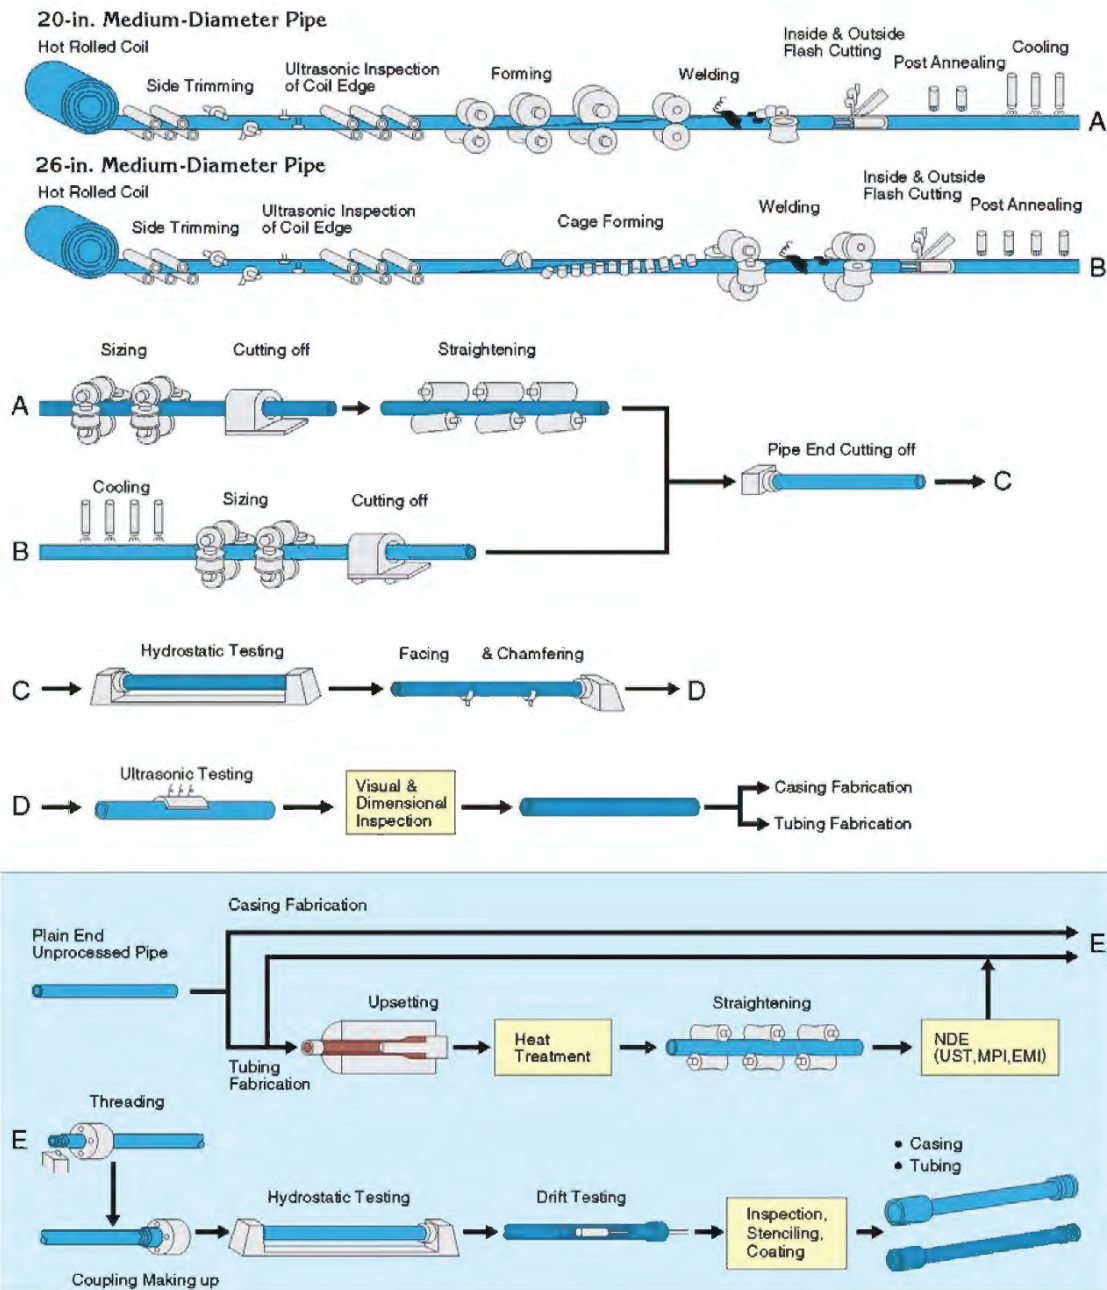 20-in. Medium-Diameter Pipe
Hot Rolled Coil
Side Trimming
Ultrasonic Inspection
of Coil Edge
Forming
Welding
Inside & Outside
Flash Cutting
Post Annealing
Cooling
A
26-in. Medium-Diameter Pipe
Hot Rolled Coil
Side Trimming
Ultrasonic Inspection
of Coil Edge
Cage Forming
Welding
Inside & Outside
Flash Cutting
Post Annealing
B
Sizing
Cutting off
Straightening
A
Pipe End Cutting off
C
Cooling
Sizing
Cutting off
B
Hydrostatic Testing
Facing & Chamfering
C
D
Ultrasonic Testing
D
Visual &
Dimensional
Inspection
Casing Fabrication
Tubing Fabrication
Casing Fabrication
Plain End
Unprocessed Pipe
E
Upsetting
Heat
Treatment
Straightening
NDE
(UST,MPI,EMI)
Tubing
Fabrication
Threading
E
• Casing
• Tubing
Hydrostatic Testing
Drift Testing
Inspection,
Stenciling,
Coating
Coupling Making up